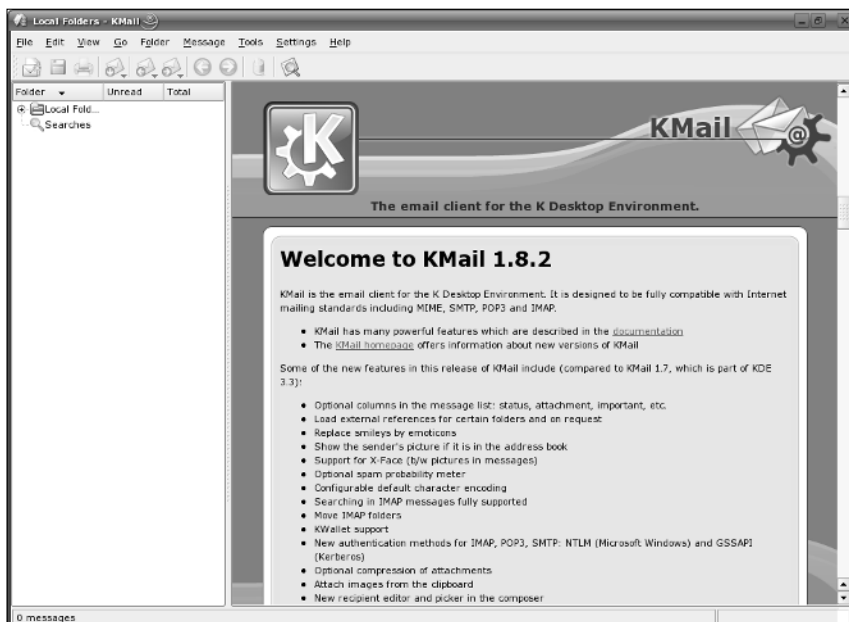 Local Folders - KMail
File Edit View Go Folder Message Tools Settings Help
Folder Unread Total
Local Fold...
Searches
KMail
The email client for the K Desktop Environment.
Welcome to KMail 1.8.2
KMail is the email client for the K Desktop Environment. It is designed to be fully compatible with Internet
mailing standards including MIME, SMTP, POP3 and IMAP.
• KMail has many powerful features which are described in the documentation
• The KMail homepage offers information about new versions of KMail
Some of the new features in this release of KMail include (compared to KMail 1.7, which is part of KDE
3.3):
• Optional columns in the message list: status, attachment, important, etc.
• Load external references for certain folders and on request
• Replace smileys by emoticons
• Show the sender's picture if it is in the address book
• Support for X-Face (b/w pictures in messages)
• Optional spam probability meter
• Configurable default character encoding
• Searching in IMAP messages fully supported
• Move IMAP folders
• KWallet support
• New authentication methods for IMAP, POP3, SMTP: NTLM (Microsoft Windows) and GSSAPI
(Kerberos)
• Optional compression of attachments
• Attach images from the clipboard
• New recipient editor and picker in the composer
0 messages